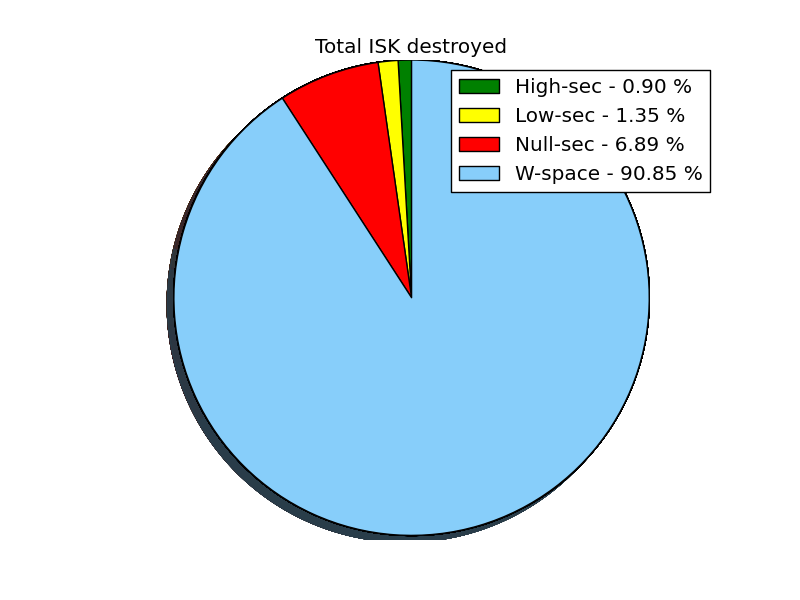 Total ISK destroyed
High-sec - 0.90 %
Low-sec - 1.35 %
Null-sec - 6.89 %
W-space - 90.85 %